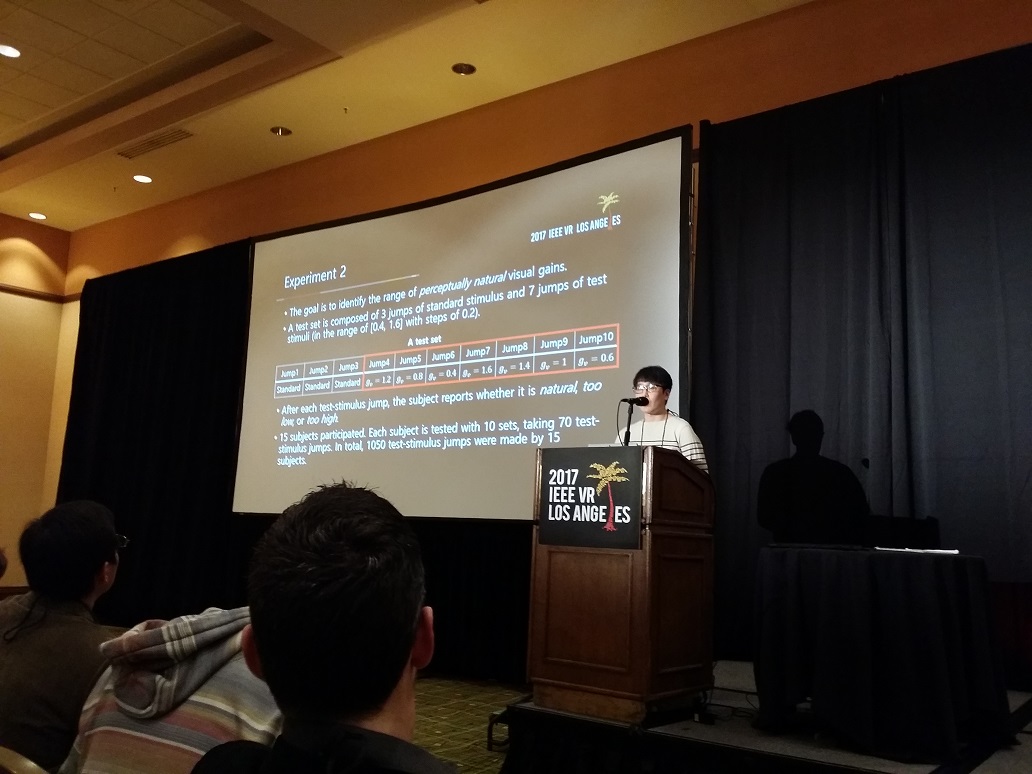 2017 IEEE VR LOS ANGELES
Experiment 2
• The goal is to identify the range of perceptually natural visual gains.
• A test set is composed of 3 jumps of standard stimulus and 7 jumps of test
stimuli (in the range of [0.4, 1.6] with steps of 0.2).
A test set
Jump1 Jump2 Jump3 Jump4 Jump5 Jump6 Jump7 Jump8 Jump9 Jump10
Standard Standard Standard gᵥ = 1.2 gᵥ = 0.8 gᵥ = 0.4 gᵥ = 1.6 gᵥ = 1.4 gᵥ = 1 gᵥ = 0.6
• After each test-stimulus jump, the subject reports whether it is natural, too
low, or too high.
• 15 subjects participated. Each subject is tested with 10 sets, taking 70 test-
stimulus jumps. In total, 1050 test-stimulus jumps were made by 15
subjects.
2017
IEEE VR
LOS ANGELES